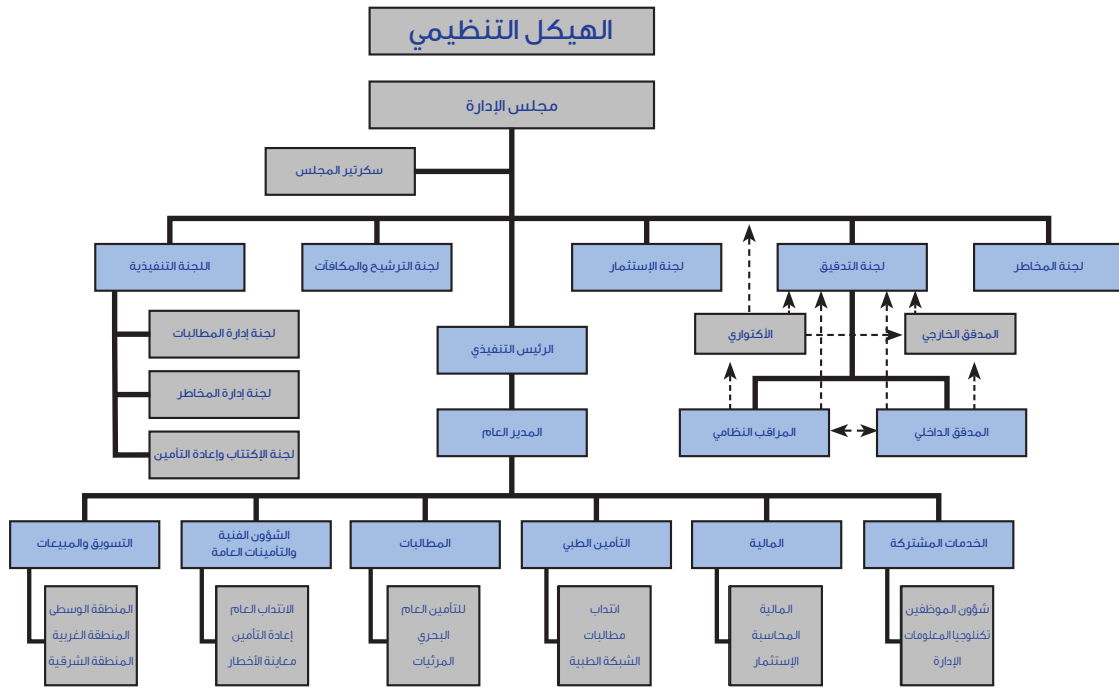 الهيكل التنظيمي
مجلس الإدارة
سكرتير المجلس
لجنة المخاطر
لجنة التدقيق
لجنة الإستثمار
لجنة الترشيح والمكافآت
اللجنة التنفيذية
المدقق الخارجي
الأكتواري
الرئيس التنفيذي
لجنة إدارة المطالبات
لجنة إدارة المخاطر
المدقق الداخلي
المراقب النظامي
المدير العام
لجنة الإكتتاب وإعادة التأمين
الخدمات المشتركة
المالية
التأمين الطبي
المطالبات
الشؤون الفنية
والتأمينات العامة
التسويق والمبيعات
شؤون الموظفين
تكنلوجيا المعلومات
الإدارة
المالية
المحاسبة
الإستثمار
انتداب
مطالبات
الشبكة الطبية
للتأمين العام
البحري
المرئيات
الانتداب العام
إعادة التأمين
معاينة الأخطار
المنطقة الوسطى
المنطقة الغربية
المنطقة الشرقية